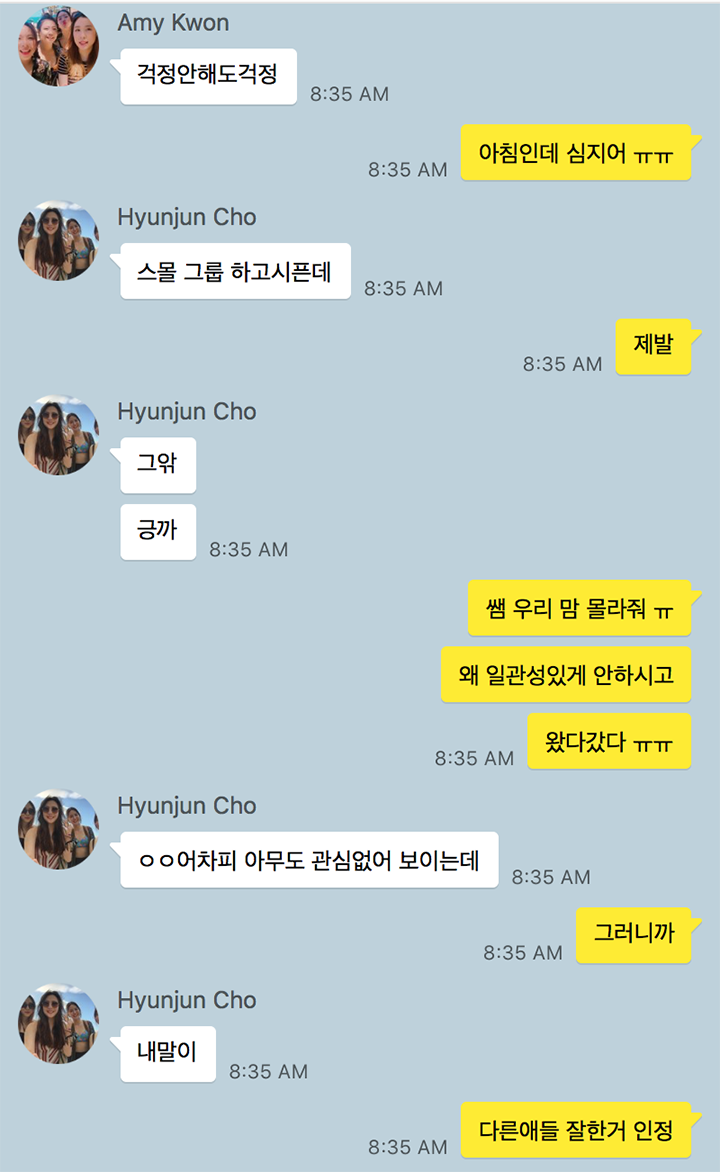 Amy Kwon
걱정안해도걱정
8:35 AM
아침인데 심지어 ㅠㅠ
8:35 AM
Hyunjun Cho
스몰 그룹 하고시픈데
8:35 AM
제발
8:35 AM
Hyunjun Cho
그앆
긍까
8:35 AM
쌤 우리 맘 몰라줘 ㅠ
왜 일관성있게 안하시고
왔다갔다 ㅠㅠ
8:35 AM
Hyunjun Cho
ㅇㅇ어차피 아무도 관심없어 보이는데
8:35 AM
그러니까
8:35 AM
Hyunjun Cho
내말이
8:35 AM
다른애들 잘한거 인정
8:35 AM